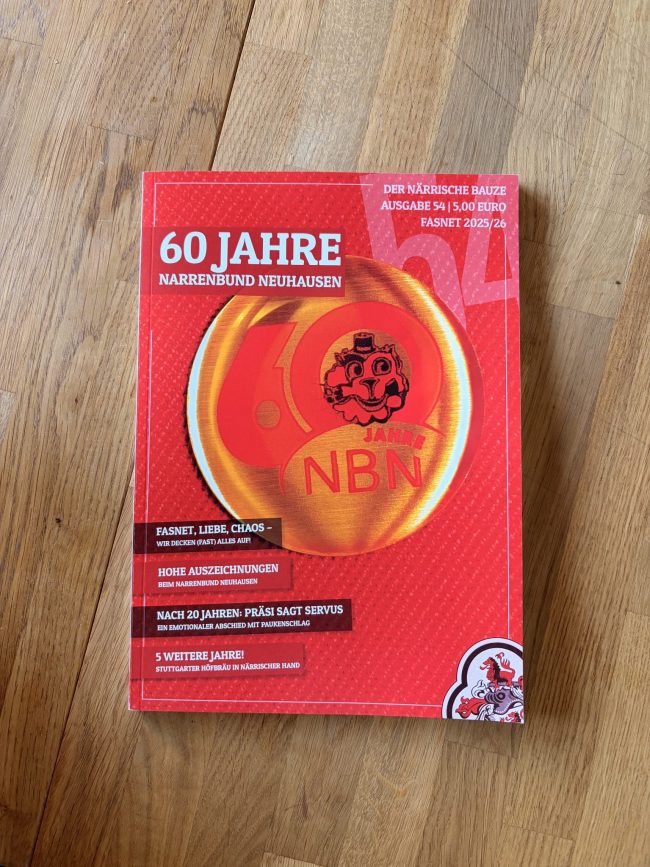 DER NÄRRISCHE BAUZE
AUSGABE 54 | 5,00 EURO
FASNET 2025/26
54
60 JAHRE
NARRENBUND NEUHAUSEN
60
JAHRE
NBN
FASNET, LIEBE, CHAOS –
WIR DECKEN (FAST) ALLES AUF!
HOHE AUSZEICHNUNGEN
BEIM NARRENBUND NEUHAUSEN
NACH 20 JAHREN: PRÄSI SAGT SERVUS
EIN EMOTIONALER ABSCHIED MIT PAUKENSCHLAG
5 WEITERE JAHRE!
STUTTGARTER HOFBRÄU IN NÄRRISCHER HAND